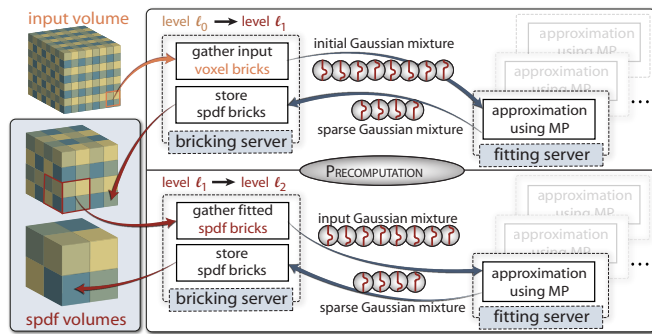 input volume
level ℓ0 → level ℓ1
gather input
voxel bricks
store
spdf bricks
bricking server
initial Gaussian mixture
sparse Gaussian mixture
approximation
using MP
approximation
using MP
...
fitting server
PRECOMPUTATION
level ℓ1 → level ℓ2
gather fitted
spdf bricks
store
spdf bricks
bricking server
input Gaussian mixture
sparse Gaussian mixture
approximation
using MP
approximation
using MP
...
fitting server
spdf volumes